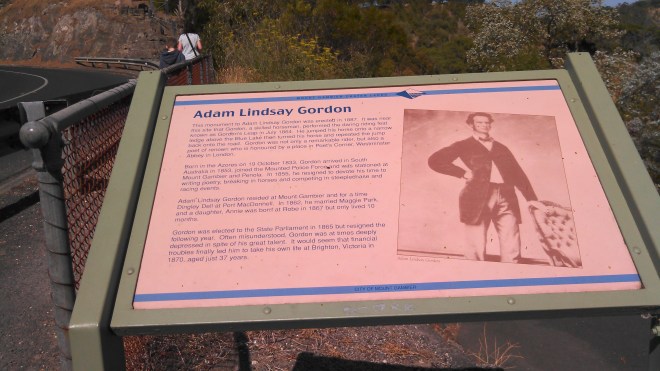 Adam Lindsay Gordon
This monument to Adam Lindsay Gordon was erected in 1887. It was near
this site that Gordon, a skilled horseman, performed the daring riding feat
known as Gordon's Leap in July 1864. He jumped his horse onto a narrow
ledge above the Blue Lake then turned his horse and repeated the jump
back onto the road. Gordon was not only a remarkable rider, but also a
poet of renown who is honoured by a place in Poet's Corner, Westminster
Abbey in London.
Born in the Azores on 19 October 1833, Gordon arrived in South
Australia in 1853, joined the Mounted Police Force and was stationed at
Mount Gambier and Penola. In 1855, he resigned to devote his time to
writing poetry, breaking in horses and competing in steeplechase and
racing events.
Adam Lindsay Gordon resided at Mount Gambier and for a time,
Dingley Dell at Port MacDonnell. In 1862, he married Maggie Park,
and a daughter, Annie was born at Robe in 1867 but only lived 10
months.
Gordon was elected to the State Parliament in 1865 but resigned the
following year. Often misunderstood, Gordon was at times deeply
depressed in spite of his great talent. It would seem that financial
troubles finally led him to take his own life at Brighton, Victoria in
1870, aged just 37 years.
Adam Lindsay Gordon
CITY OF MOUNT GAMBIER